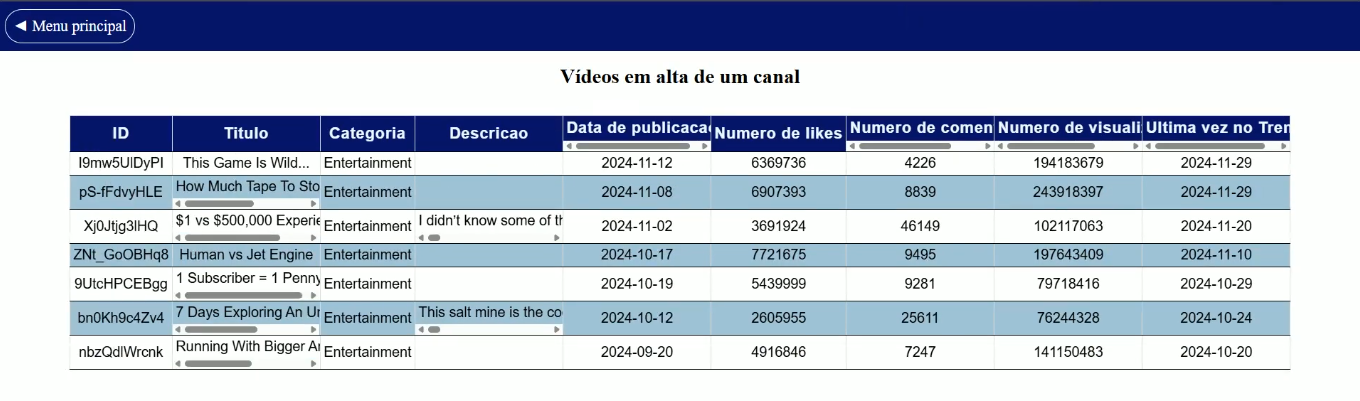 ◄ Menu principal
Vídeos em alta de um canal
ID Titulo Categoria Descricao Data de publicaca Numero de likes Numero de comen Numero de visuali Ultima vez no Tren
I9mw5UlDyPI This Game Is Wild... Entertainment 2024-11-12 6369736 4226 194183679 2024-11-29
pS-fFdvyHLE How Much Tape To Sto Entertainment 2024-11-08 6907393 8839 243918397 2024-11-29
Xj0Jtjg3lHQ $1 vs $500,000 Experie Entertainment I didn't know some of th 2024-11-02 3691924 46149 102117063 2024-11-20
ZNt_GoOBHq8 Human vs Jet Engine Entertainment 2024-10-17 7721675 9495 197643409 2024-11-10
9UtcHPCEBgg 1 Subscriber = 1 Penny Entertainment 2024-10-19 5439999 9281 79718416 2024-10-29
bn0Kh9c4Zv4 7 Days Exploring An Un Entertainment This salt mine is the co 2024-10-12 2605955 25611 76244328 2024-10-24
nbzQdlWrcnk Running With Bigger An Entertainment 2024-09-20 4916846 7247 141150483 2024-10-20